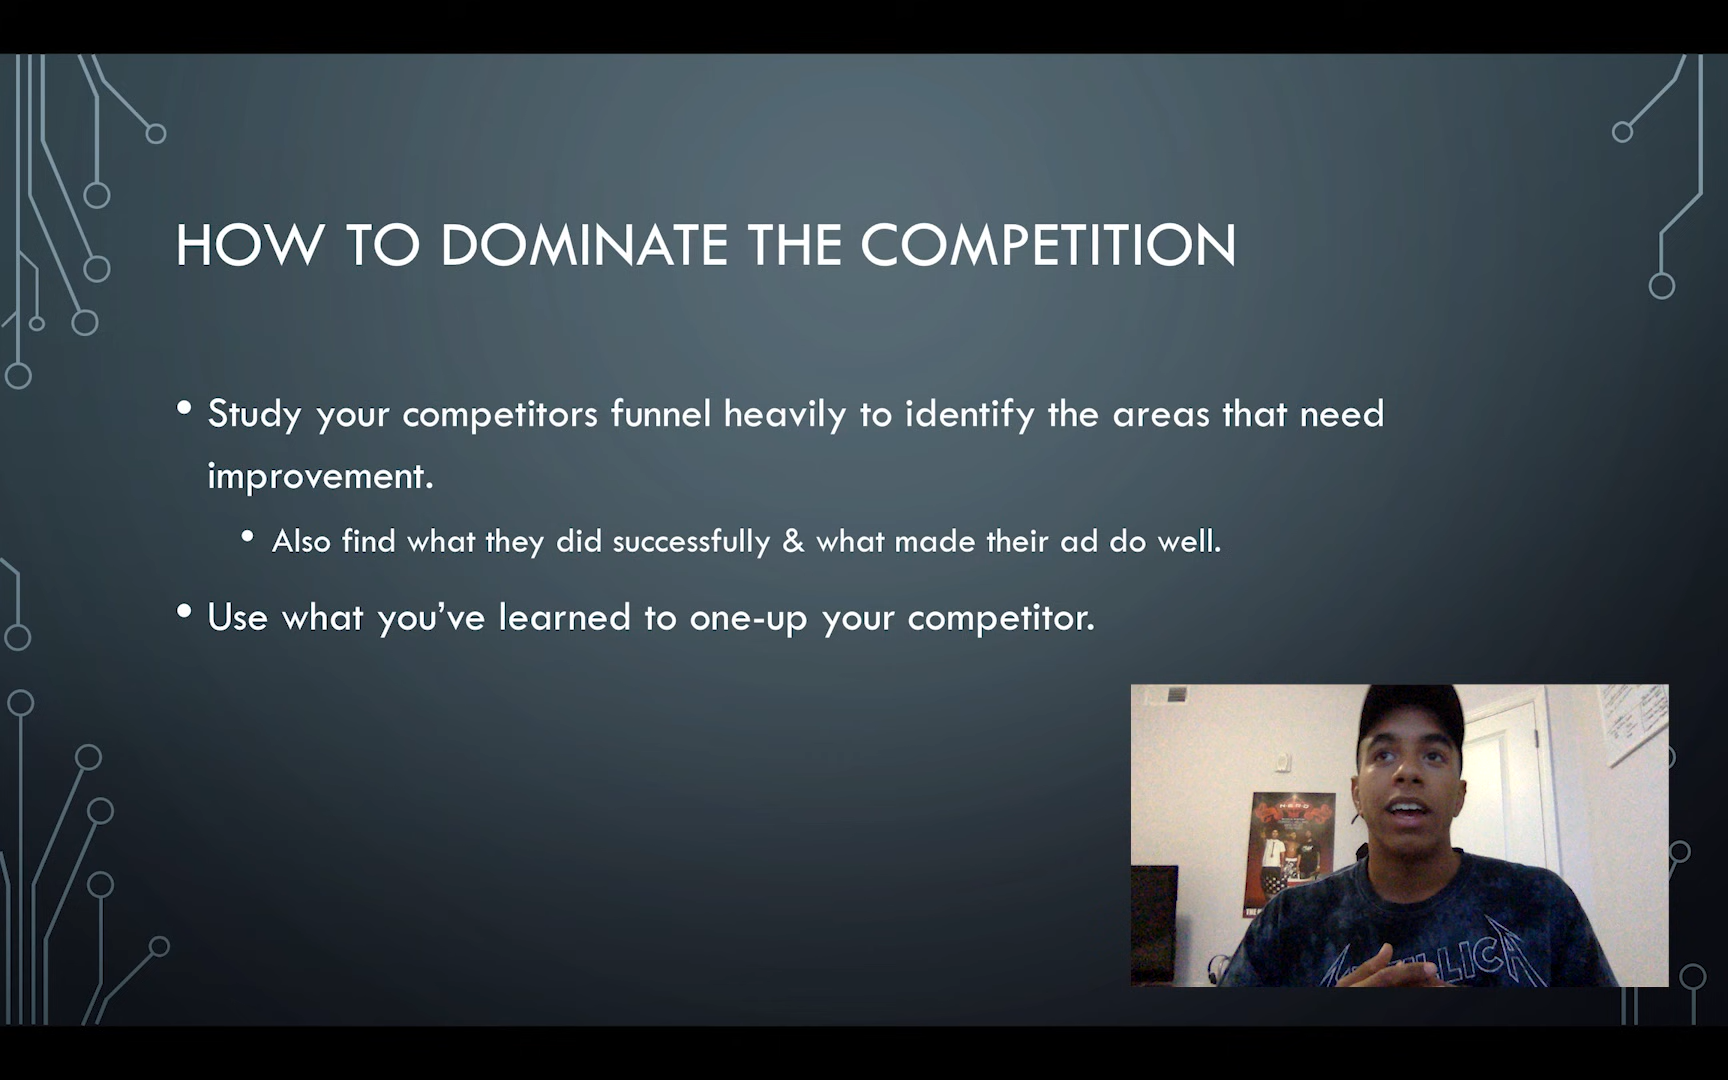 HOW TO DOMINATE THE COMPETITION
• Study your competitors funnel heavily to identify the areas that need
improvement.
• Also find what they did successfully & what made their ad do well.
• Use what you’ve learned to one-up your competitor.
HARD
THE